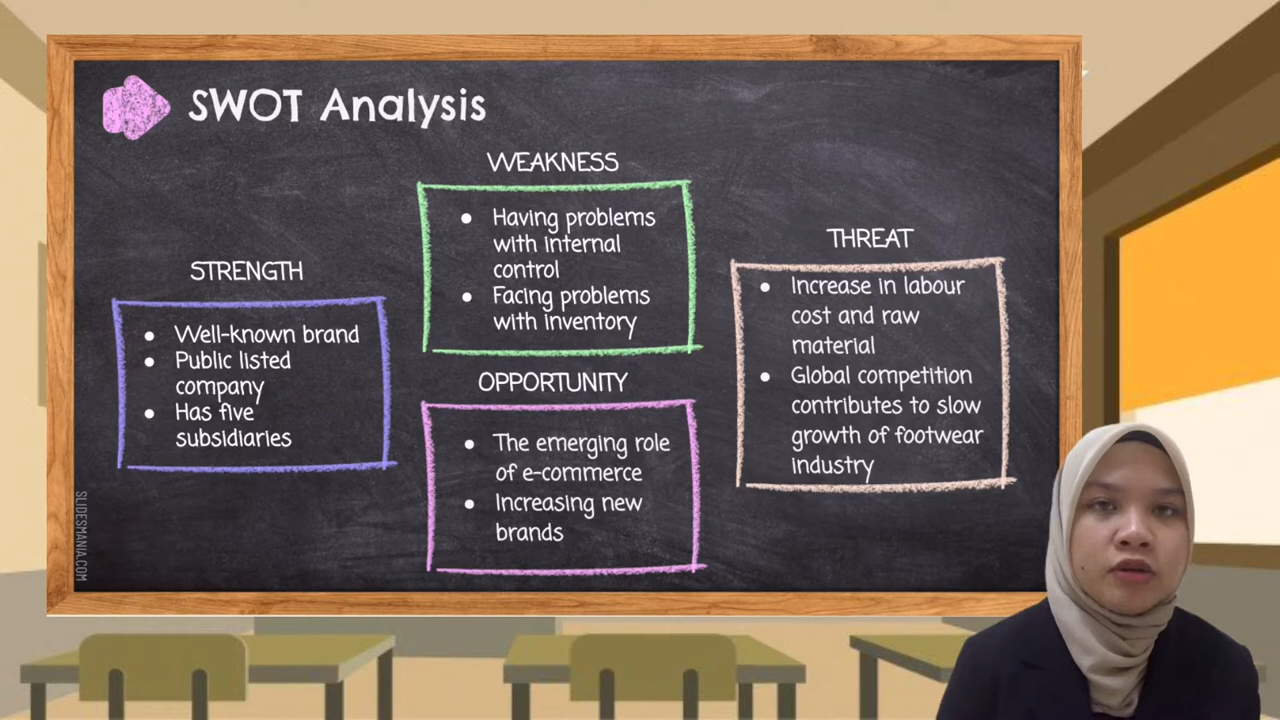 SWOT Analysis
STRENGTH
• Well-known brand
• Public listed
company
• Has five
subsidiaries
WEAKNESS
• Having problems
with internal
control
• Facing problems
with inventory
OPPORTUNITY
• The emerging role
of e-commerce
• Increasing new
brands
THREAT
• Increase in labour
cost and raw
material
• Global competition
contributes to slow
growth of footwear
industry
SLIDESMANIA.COM